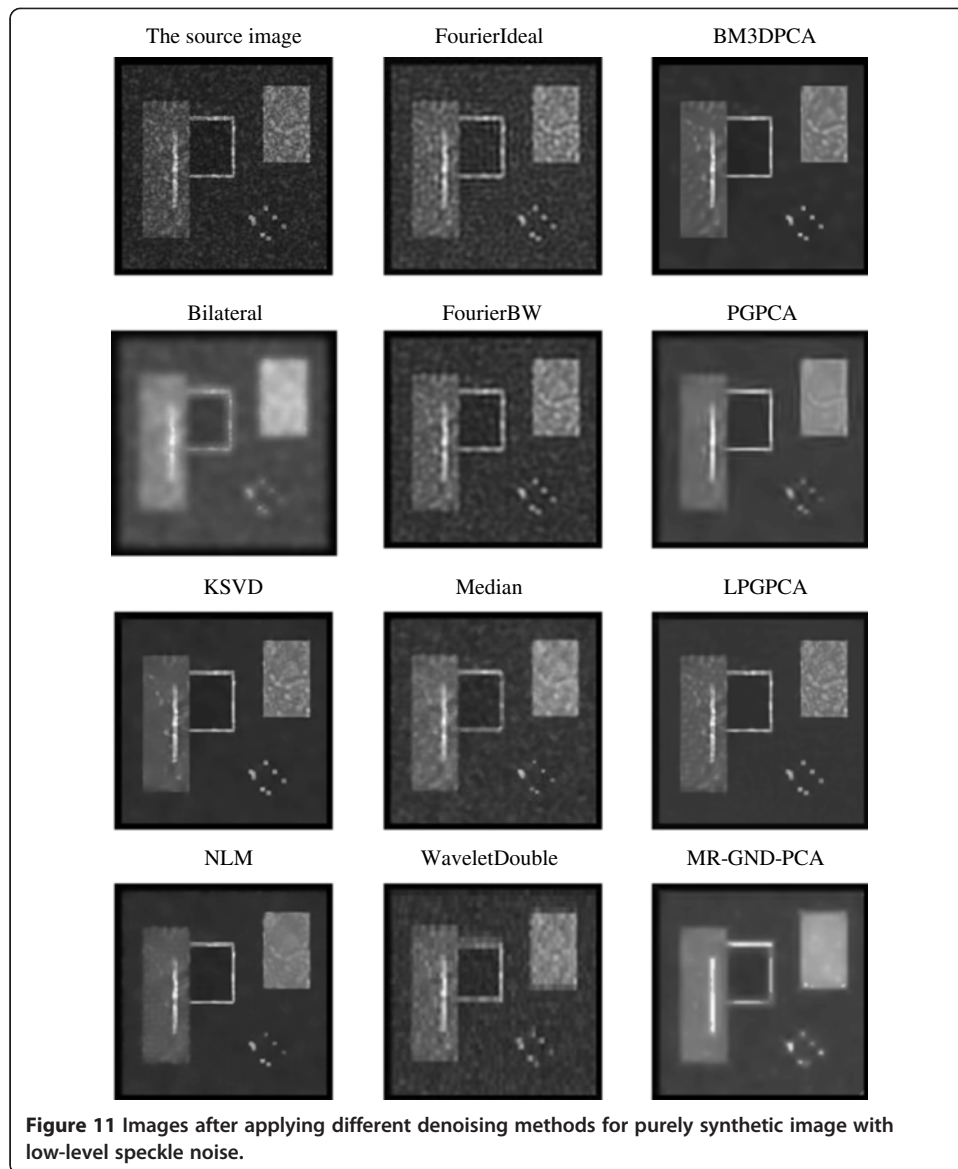 The source image FourierIdeal BM3DPCA
Bilateral FourierBW PGPCA
KSVD Median LPGPCA
NLM WaveletDouble MR-GND-PCA
Figure 11 Images after applying different denoising methods for purely synthetic image with
low-level speckle noise.